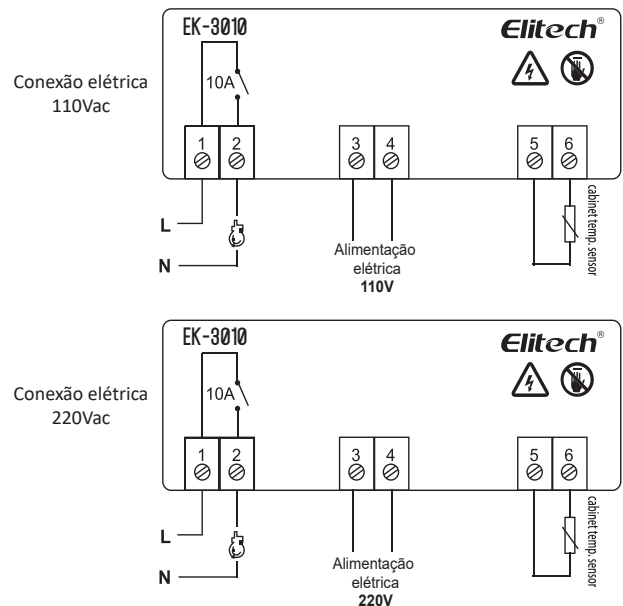 EK-3010
Elitech®
Conexão elétrica
110Vac
10A
1 2 3 4 5 6
L
N
Alimentação
elétrica
110V
cabinet temp. sensor
EK-3010
Elitech®
Conexão elétrica
220Vac
10A
1 2 3 4 5 6
L
N
Alimentação
elétrica
220V
cabinet temp. sensor